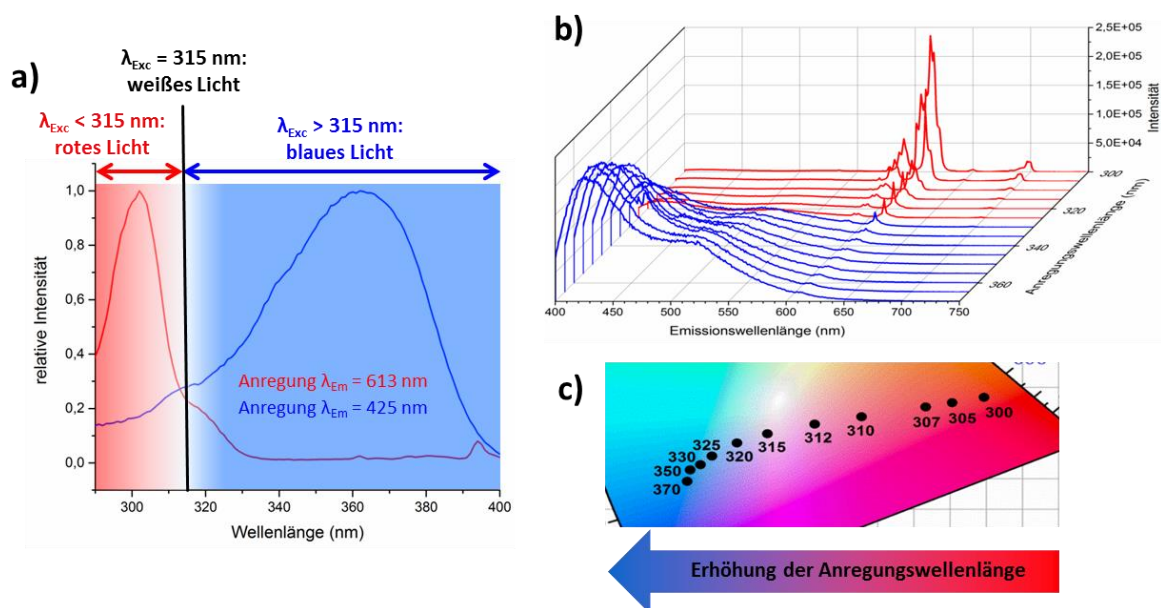 a)
λExc = 315 nm:
weißes Licht
λExc < 315 nm:
rotes Licht
λExc > 315 nm:
blaues Licht
relative Intensität
1,0
0,8
0,6
0,4
0,2
0,0
Anregung λEm = 613 nm
Anregung λEm = 425 nm
300
320
340
360
380
400
Wellenlänge (nm)
b)
2,5E+05
2,0E+05
1,5E+05
1,0E+05
5,0E+04
Intensität
300
320
340
360
Anregungswellenlänge (nm)
400
450
500
550
600
650
700
750
Emissionswellenlänge (nm)
c)
300
305
307
310
312
315
320
325
330
350
370
Erhöhung der Anregungswellenlänge